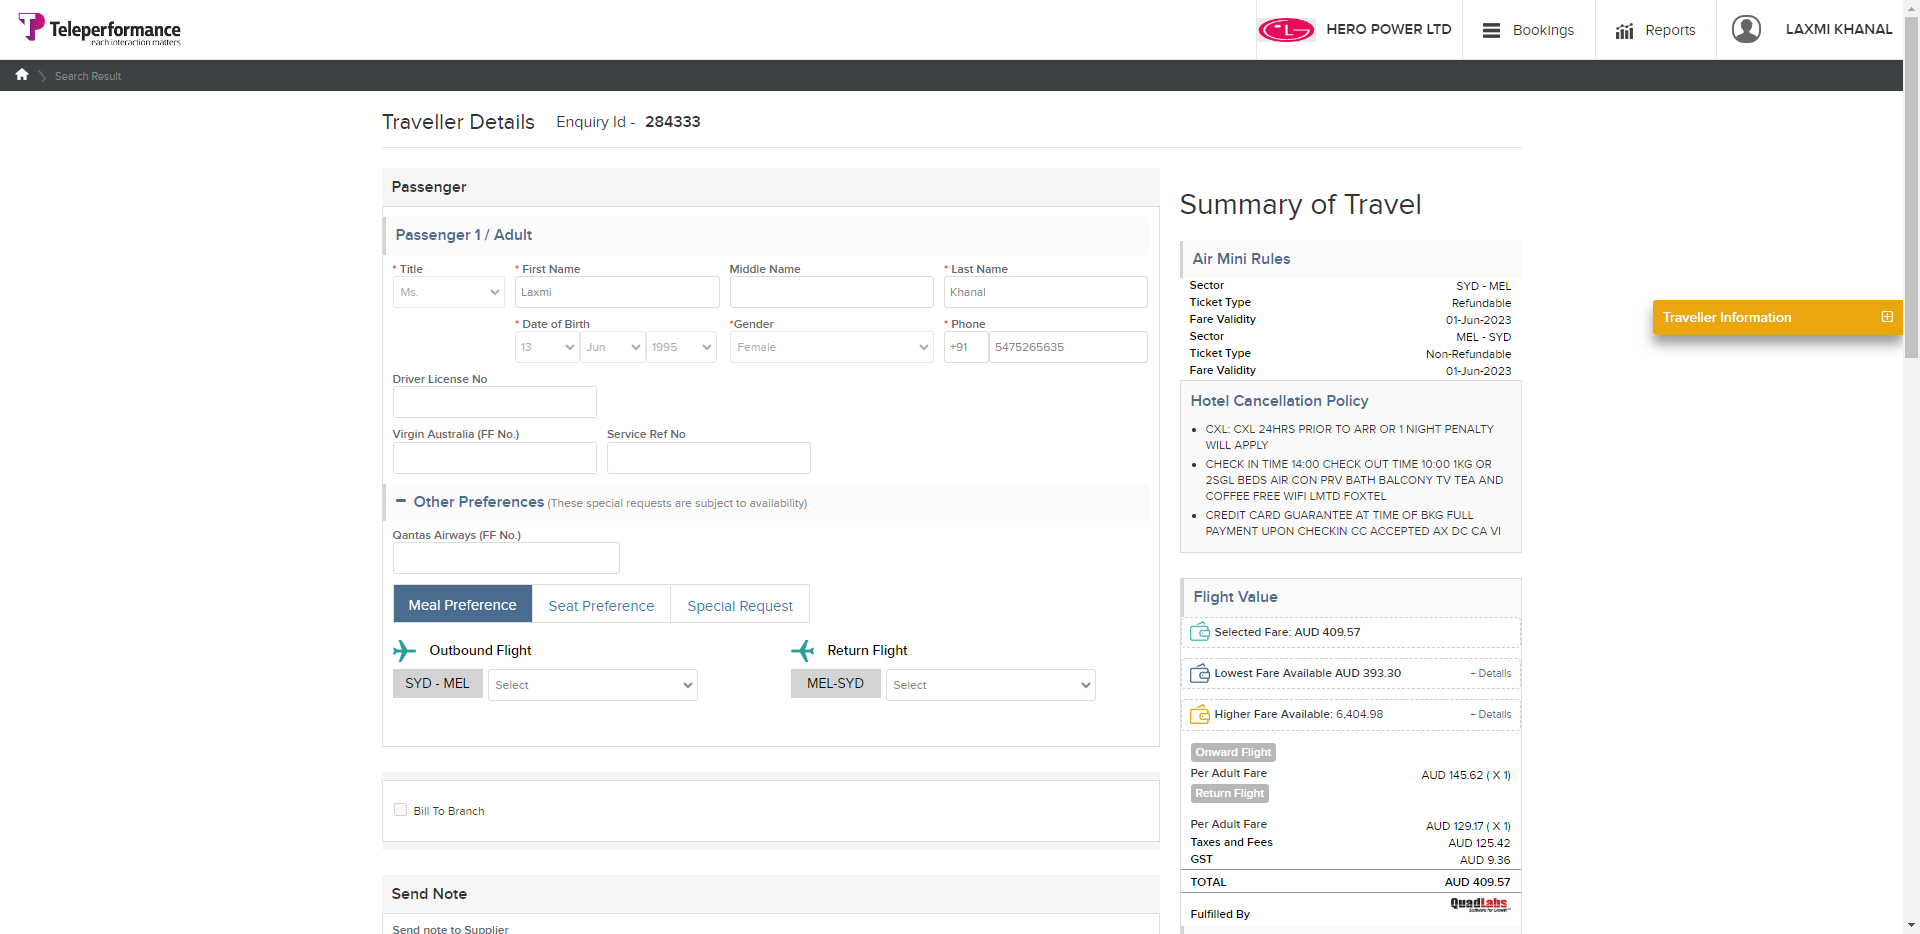 Teleperformance
each interaction matters
HERO POWER LTD
Bookings
Reports
LAXMI KHANAL
Search Result
Traveller Details
Enquiry Id - 284333
Passenger
Passenger 1 / Adult
* Title
* First Name
Middle Name
* Last Name
Ms.
Laxmi
Khanal
* Date of Birth
*Gender
* Phone
13
Jun
1995
Female
+91
5475265635
Driver License No
Virgin Australia (FF No.)
Service Ref No
Other Preferences (These special requests are subject to availability)
Qantas Airways (FF No.)
Meal Preference
Seat Preference
Special Request
Outbound Flight
Return Flight
SYD - MEL
Select
MEL-SYD
Select
Bill To Branch
Send Note
Send note to Supplier
Summary of Travel
Air Mini Rules
Sector SYD - MEL
Ticket Type Refundable
Fare Validity 01-Jun-2023
Sector MEL - SYD
Ticket Type Non-Refundable
Fare Validity 01-Jun-2023
Hotel Cancellation Policy
• CXL: CXL 24HRS PRIOR TO ARR OR 1 NIGHT PENALTY
WILL APPLY
• CHECK IN TIME 14:00 CHECK OUT TIME 10:00 1KG OR
2SGL BEDS AIR CON PRV BATH BALCONY TV TEA AND
COFFEE FREE WIFI LMTD FOXTEL
• CREDIT CARD GUARANTEE AT TIME OF BKG FULL
PAYMENT UPON CHECKIN CC ACCEPTED AX DC CA VI
Flight Value
Selected Fare: AUD 409.57
Lowest Fare Available AUD 393.30 + Details
Higher Fare Available: 6,404.98 + Details
Onward Flight
Per Adult Fare AUD 145.62 ( X 1)
Return Flight
Per Adult Fare AUD 129.17 ( X 1)
Taxes and Fees AUD 125.42
GST AUD 9.36
TOTAL AUD 409.57
Fulfilled By
QuadLabs
Software for Growth
Traveller Information